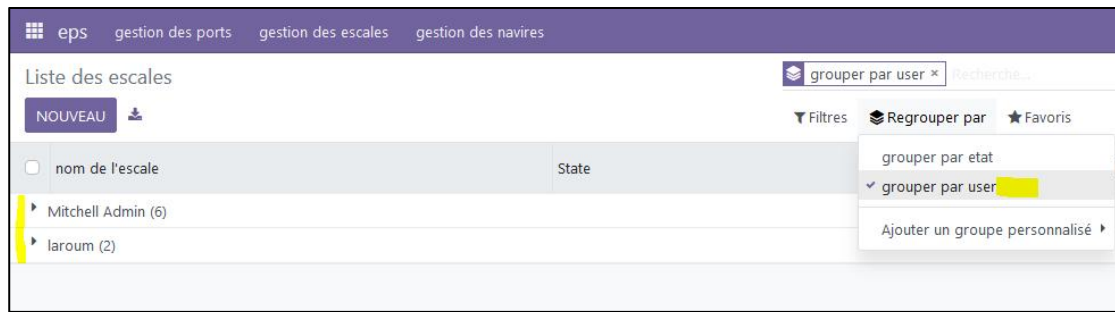 eps gestion des ports gestion des escales gestion des navires
Liste des escales
grouper par user × Recherche...
NOUVEAU
Filtres Regrouper par Favoris
nom de l'escale State
grouper par etat
grouper par user
Mitchell Admin (6)
Ajouter un groupe personnalisé
laroum (2)